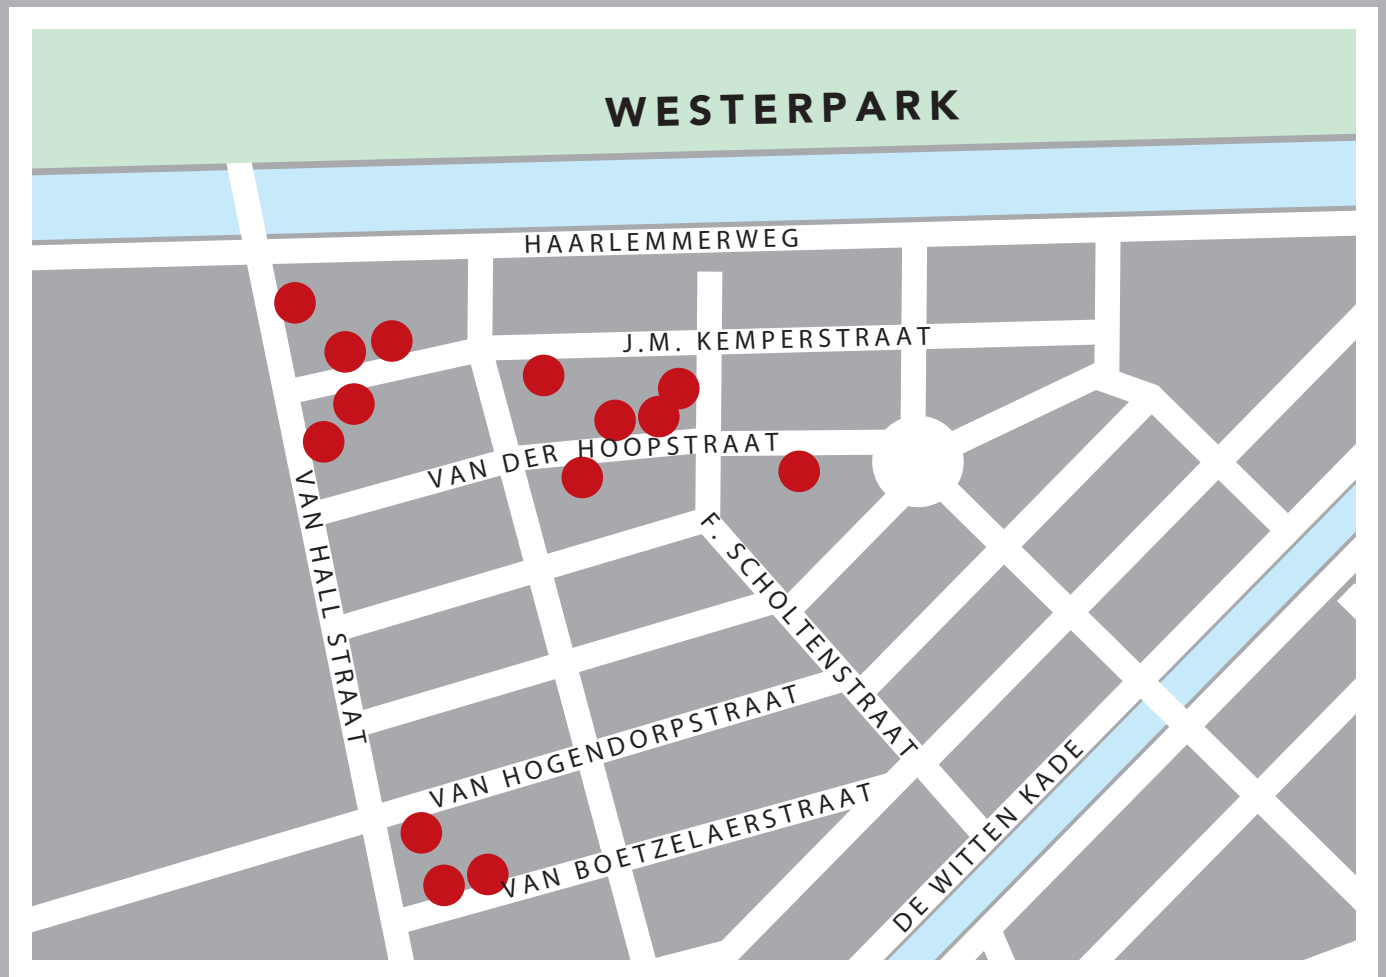 WESTERPARK
HAARLEMMERWEG
J.M. KEMPERSTRAAT
VAN DER HOOPSTRAAT
VAN HALL STRAAT
F. SCHOLTENSTRAAT
VAN HOGENDORPSTRAAT
VAN BOETZELAERSTRAAT
DE WITTEN KADE